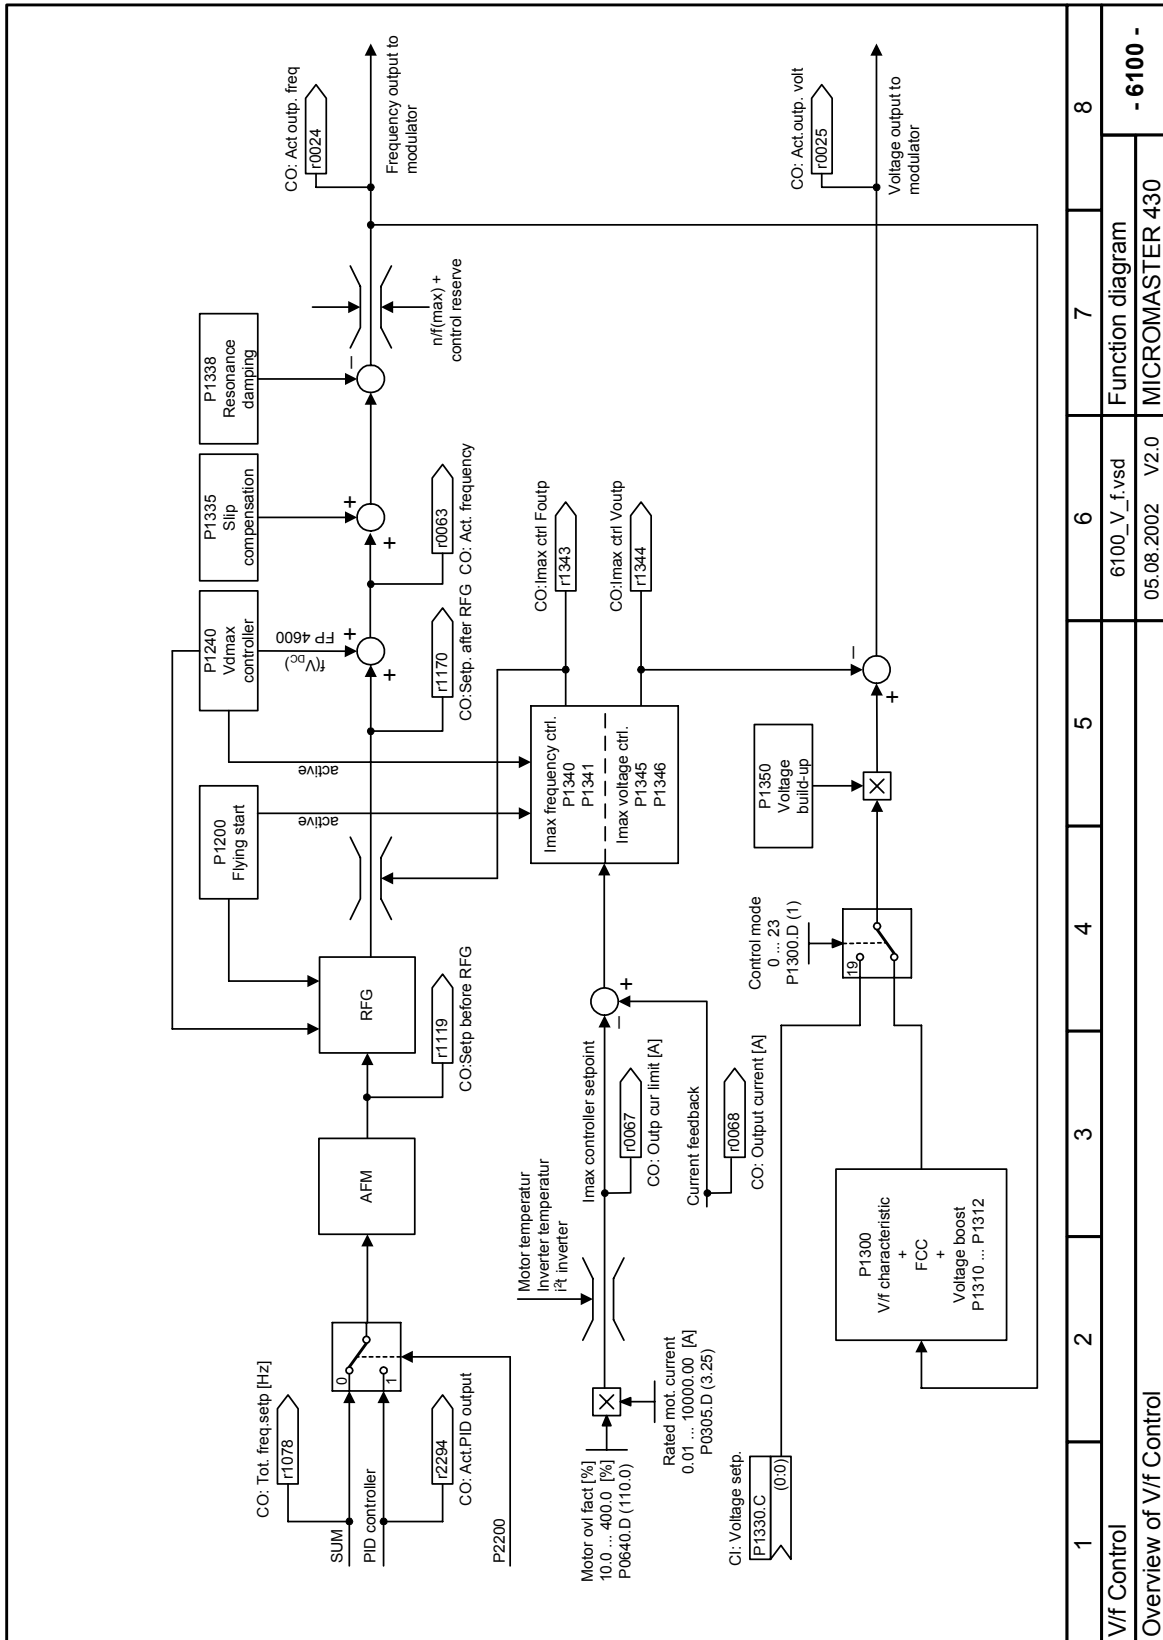 CO: Tot. freq.setp [Hz]
r1078
SUM
PID controller
r2294
CO: Act.PID output
P2200
0
1
AFM
r1119
CO:Setp before RFG
RFG
P1200
Flying start
active
P1240
Vdmax
controller
active
f(VDC)
FP 4600
+
+
r1170
CO:Setp. after RFG
P1335
Slip
compensation
+
+
r0063
CO: Act. frequency
P1338
Resonance
damping
–
n/f(max) +
control reserve
CO: Act outp. freq
r0024
Frequency output to
modulator
Motor ovl fact [%]
10.0 ... 400.0 [%]
P0640.D (110.0)
Rated mot. current
0.01 ... 10000.00 [A]
P0305.D (3.25)
Motor temperatur
Inverter temperatur
i²t inverter
Imax controller setpoint
r0067
CO: Outp cur limit [A]
Current feedback
r0068
CO: Output current [A]
–
+
Imax frequency ctrl.
P1340
P1341
Imax voltage ctrl.
P1345
P1346
CO:Imax ctrl Foutp
r1343
CO:Imax ctrl Voutp
r1344
CI: Voltage setp.
P1330.C
(0:0)
P1300
V/f characteristic
+
FCC
+
Voltage boost
P1310 ... P1312
Control mode
0 ... 23
P1300.D (1)
19
P1350
Voltage
build-up
+
–
CO: Act.outp. volt
r0025
Voltage output to
modulator
1
2
3
4
5
6
7
8
V/f Control
6100_V_f.vsd
Function diagram
- 6100 -
Overview of V/f Control
05.08.2002 V2.0
MICROMASTER 430